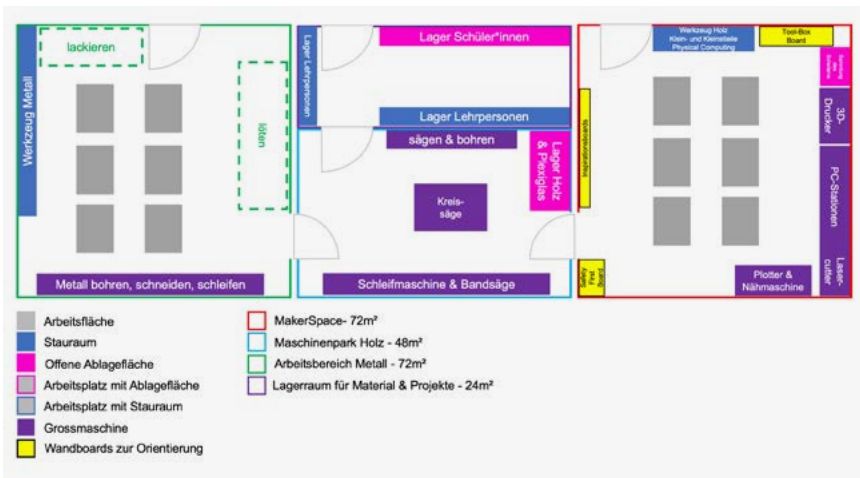 lackieren
Werkzeug Metall
löten
Metall bohren, schneiden, schleifen
Lager Lehrpersonen
Lager Schüler*innen
Lager Lehrpersonen
sägen & bohren
Lager Holz
& Plexiglas
Kreis-
säge
Schleifmaschine & Bandsäge
Werkzeug Holz
Klein- und Kleinsteile
Physical Computing
Tool-Box
Board
Inspirationsboards
3D-
Drucker
PC-Stationen
Laser-
cutter
Safety
First
Board
Plotter &
Nähmaschine
Arbeitsfläche
Stauraum
Offene Ablagefläche
Arbeitsplatz mit Ablagefläche
Arbeitsplatz mit Stauraum
Grossmaschine
Wandboards zur Orientierung
MakerSpace- 72m²
Maschinenpark Holz - 48m²
Arbeitsbereich Metall - 72m²
Lagerraum für Material & Projekte - 24m²